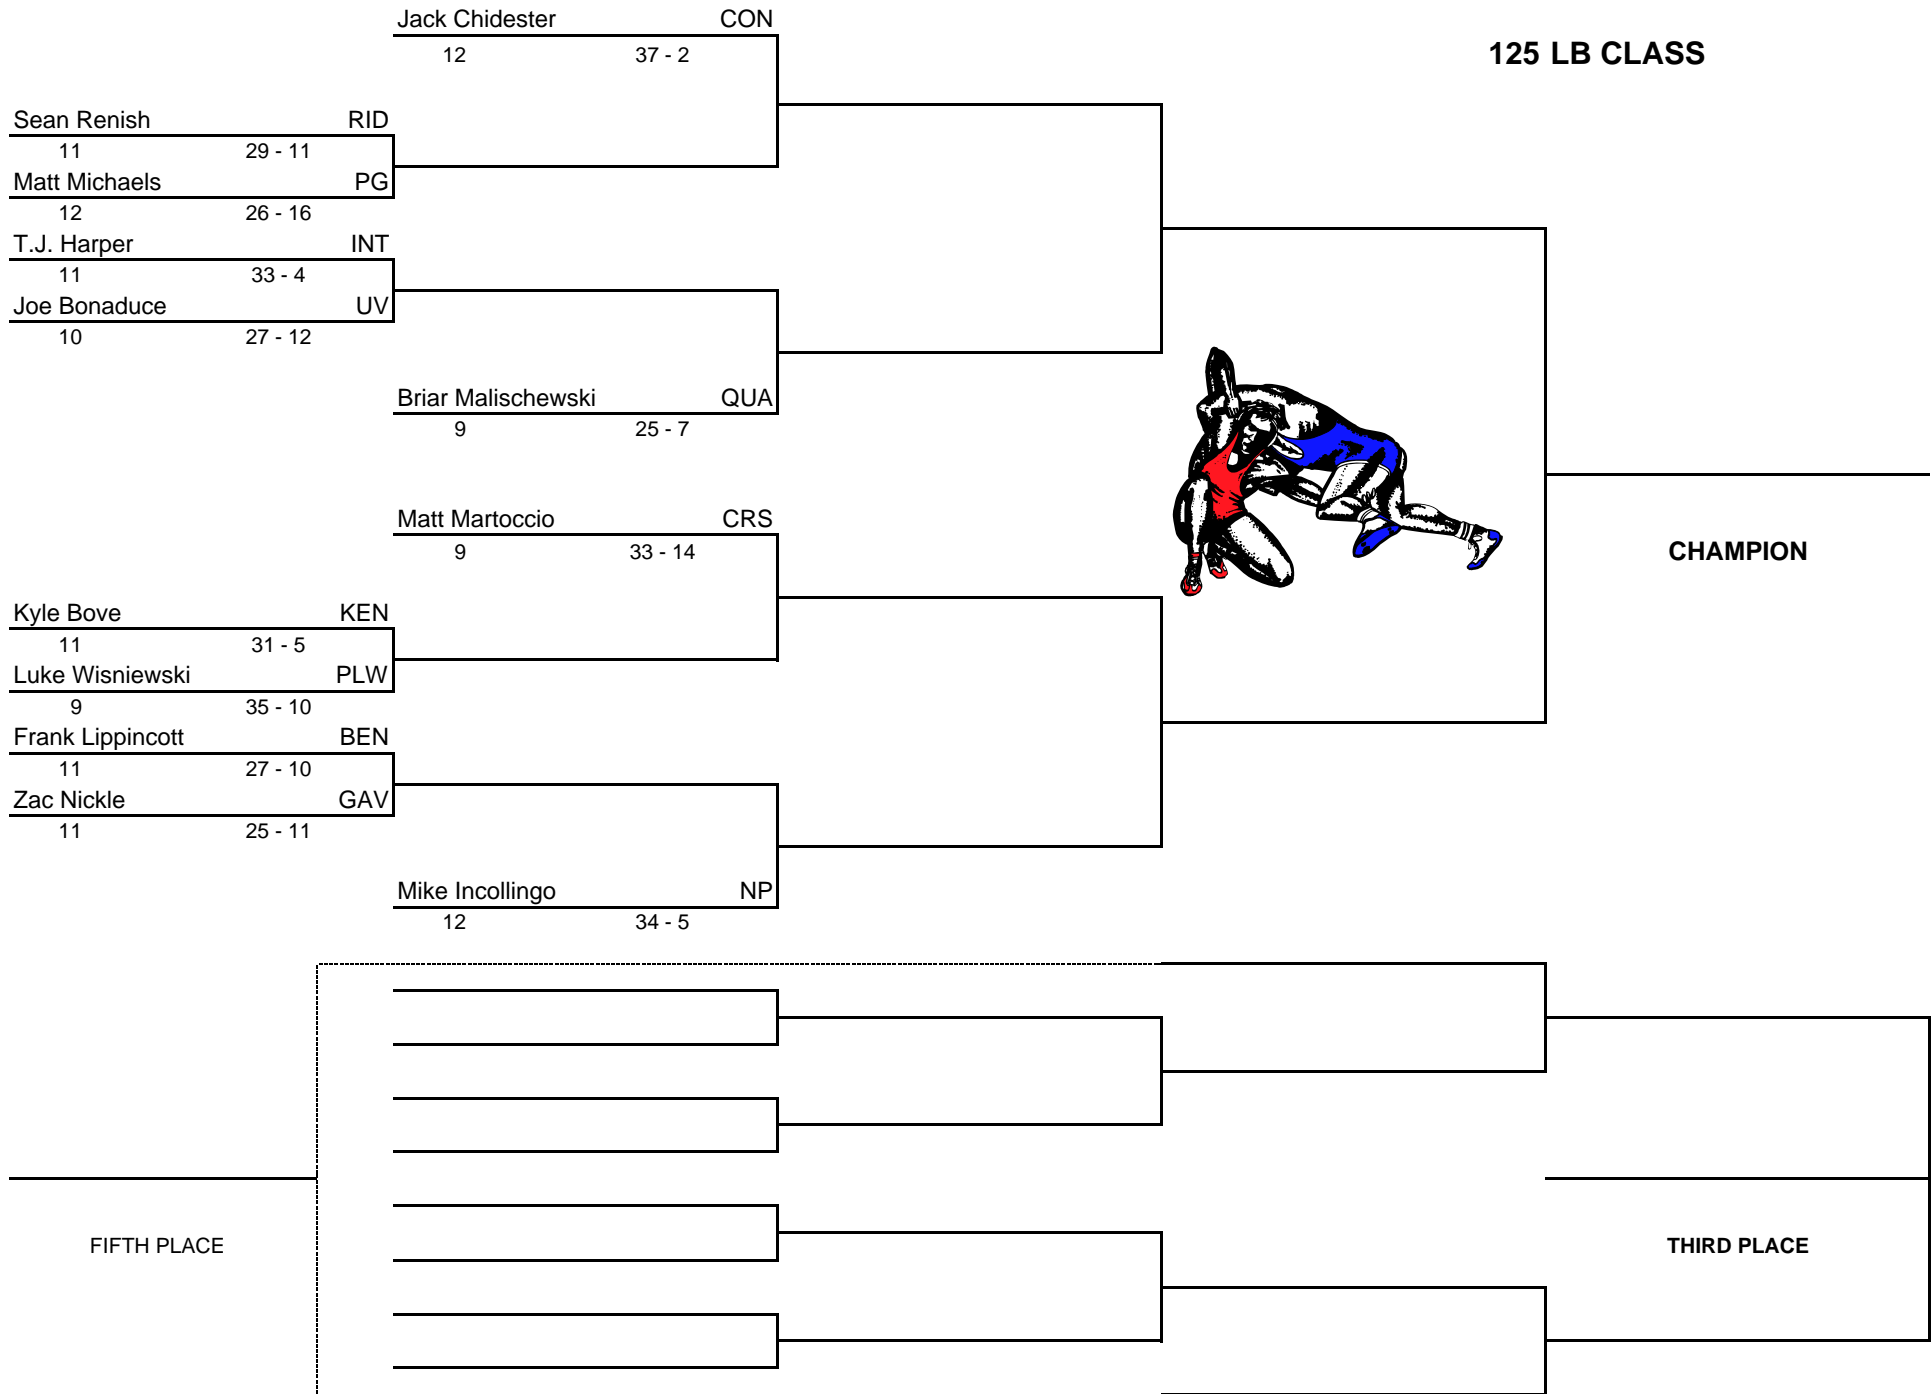 Jack Chidester CON
12 37 - 2
125 LB CLASS
Sean Renish RID
11 29 - 11
Matt Michaels PG
12 26 - 16
T.J. Harper INT
11 33 - 4
Joe Bonaduce UV
10 27 - 12
Briar Malischewski QUA
9 25 - 7
Matt Martoccio CRS
9 33 - 14
CHAMPION
Kyle Bove KEN
11 31 - 5
Luke Wisniewski PLW
9 35 - 10
Frank Lippincott BEN
11 27 - 10
Zac Nickle GAV
11 25 - 11
Mike Incollingo NP
12 34 - 5
FIFTH PLACE
THIRD PLACE